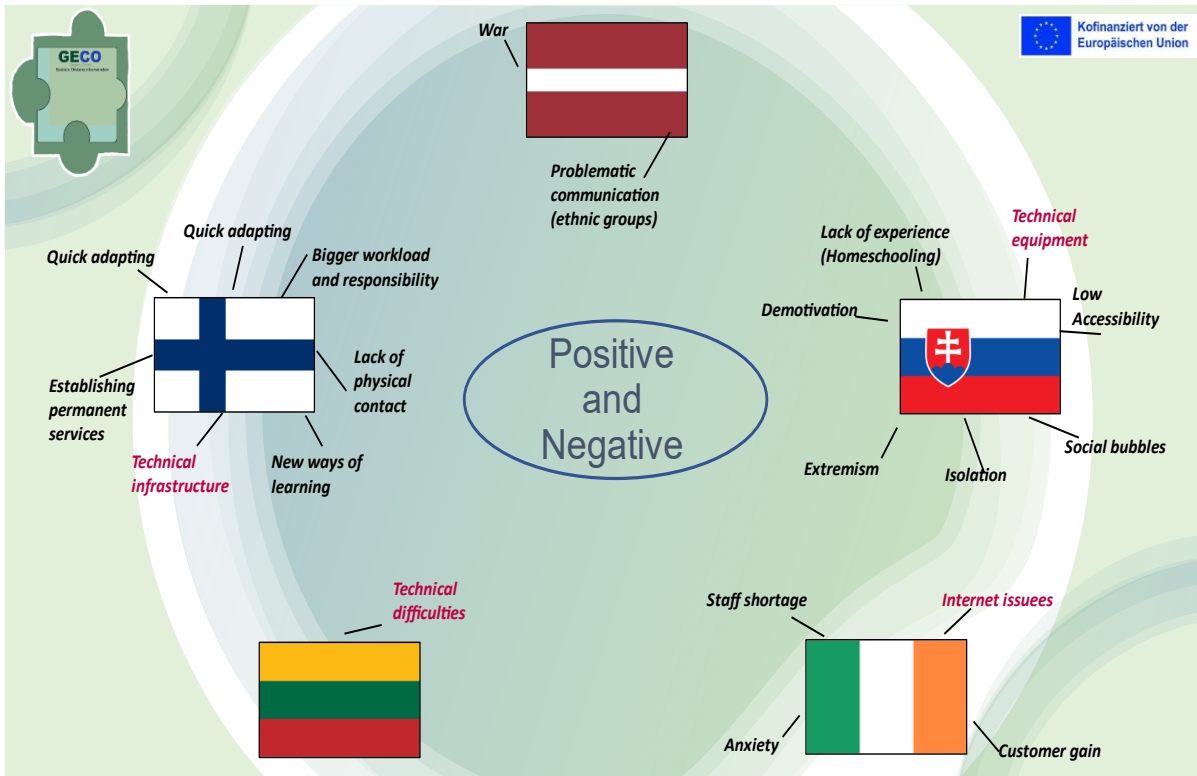 GECO
Soziale Distanz überwinden
Kofinanziert von der
Europäischen Union
War
Problematic
communication
(ethnic groups)
Quick adapting
Quick adapting
Bigger workload
and responsibility
Establishing
permanent
services
Lack of
physical
contact
Technical
infrastructure
New ways of
learning
Positive
and
Negative
Lack of experience
(Homeschooling)
Technical
equipment
Demotivation
Low
Accessibility
Extremism
Isolation
Social bubbles
Technical
difficulties
Staff shortage
Internet issuees
Anxiety
Customer gain